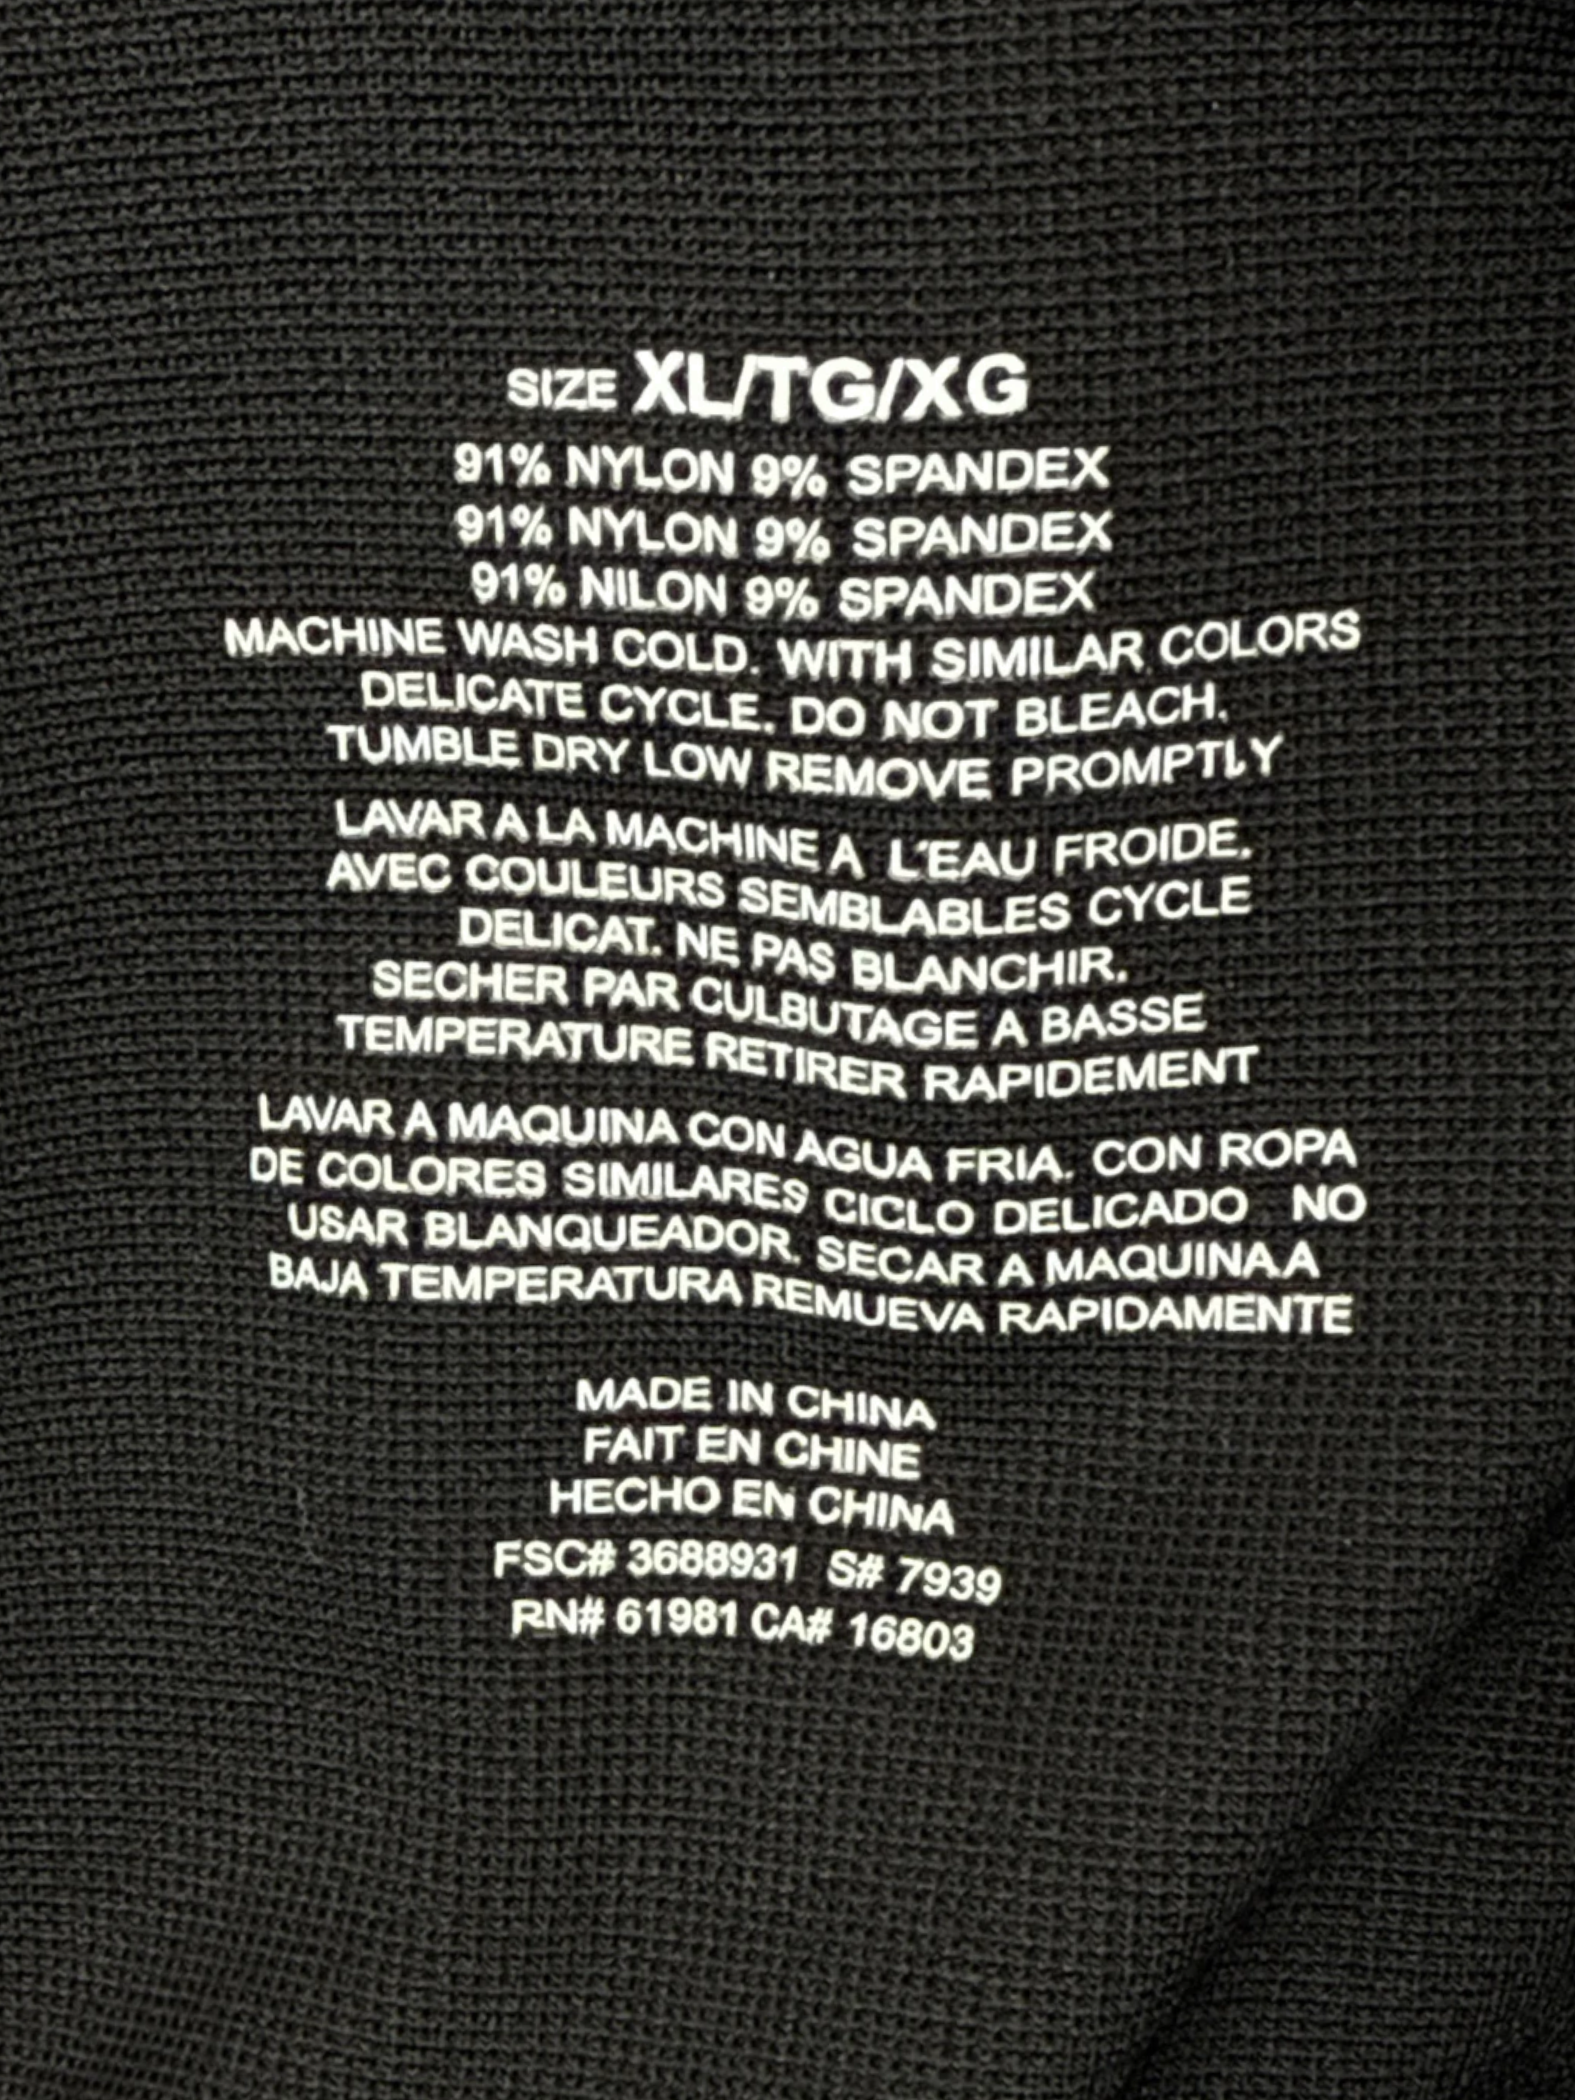 SIZE XL/TG/XG
91% NYLON 9% SPANDEX
91% NYLON 9% SPANDEX
91% NILON 9% SPANDEX
MACHINE WASH COLD. WITH SIMILAR COLORS
DELICATE CYCLE. DO NOT BLEACH.
TUMBLE DRY LOW REMOVE PROMPTLY
LAVAR A LA MACHINE A L'EAU FROIDE.
AVEC COULEURS SEMBLABLES CYCLE
DELICAT. NE PAS BLANCHIR.
SECHER PAR CULBUTAGE A BASSE
TEMPERATURE RETIRER RAPIDEMENT
LAVAR A MAQUINA CON AGUA FRIA. CON ROPA
DE COLORES SIMILARES CICLO DELICADO NO
USAR BLANQUEADOR. SECAR A MAQUINA A
BAJA TEMPERATURA REMUEVA RAPIDAMENTE
MADE IN CHINA
FAIT EN CHINE
HECHO EN CHINA
FSC# 3688931 S# 7939
RN# 61981 CA# 16803